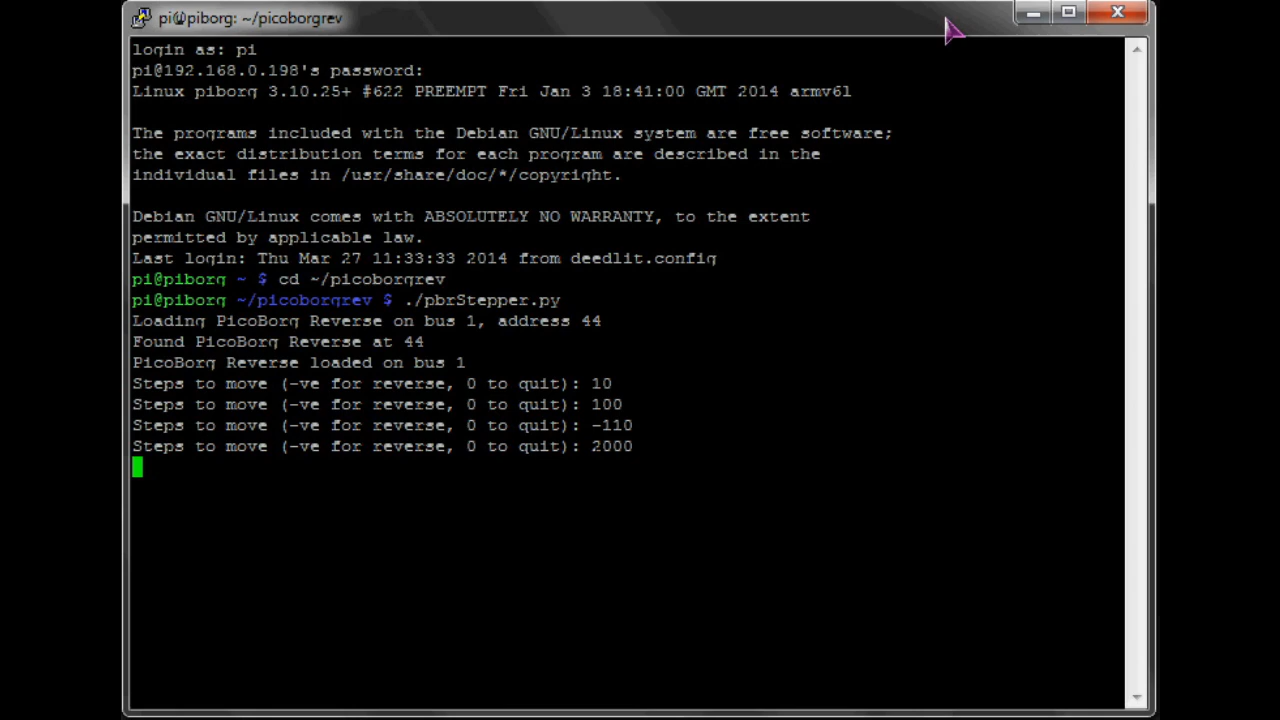 pi@piborg: ~/picoborgrev
login as: pi
pi@192.168.0.198's password:
Linux piborg 3.10.25+ #622 PREEMPT Fri Jan 3 18:41:00 GMT 2014 armv6l
The programs included with the Debian GNU/Linux system are free software;
the exact distribution terms for each program are described in the
individual files in /usr/share/doc/*/copyright.
Debian GNU/Linux comes with ABSOLUTELY NO WARRANTY, to the extent
permitted by applicable law.
Last login: Thu Mar 27 11:33:33 2014 from deedlit.config
pi@piborg ~ $ cd ~/picoborgrev
pi@piborg ~/picoborgrev $ ./pbrStepper.py
Loading PicoBorg Reverse on bus 1, address 44
Found PicoBorg Reverse at 44
PicoBorg Reverse loaded on bus 1
Steps to move (-ve for reverse, 0 to quit): 10
Steps to move (-ve for reverse, 0 to quit): 100
Steps to move (-ve for reverse, 0 to quit): -110
Steps to move (-ve for reverse, 0 to quit): 2000